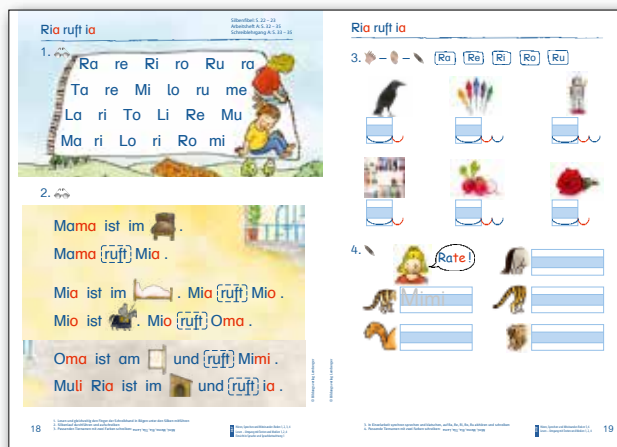 Ria ruft ia
Silbenfibel: S. 22 – 23
Arbeitsheft A: S. 32 – 35
Schreiblehrgang A: S. 33 – 35
1.
Ra re Ri ro Ru ra
Ta re Mi lo ru me
La ri To Li Re Mu
Ma ri Lo ri Ro mi
2.
Mama ist im .
Mama ruft Mia .
Mia ist im . Mia ruft Mio .
Mio ist . Mio ruft Oma .
Oma ist am und ruft Mimi .
Muli Ria ist im und ruft ia .
18
Ria ruft ia
3. – – Ra Re Ri Ro Ru
4.
Rate !
Mimi
19